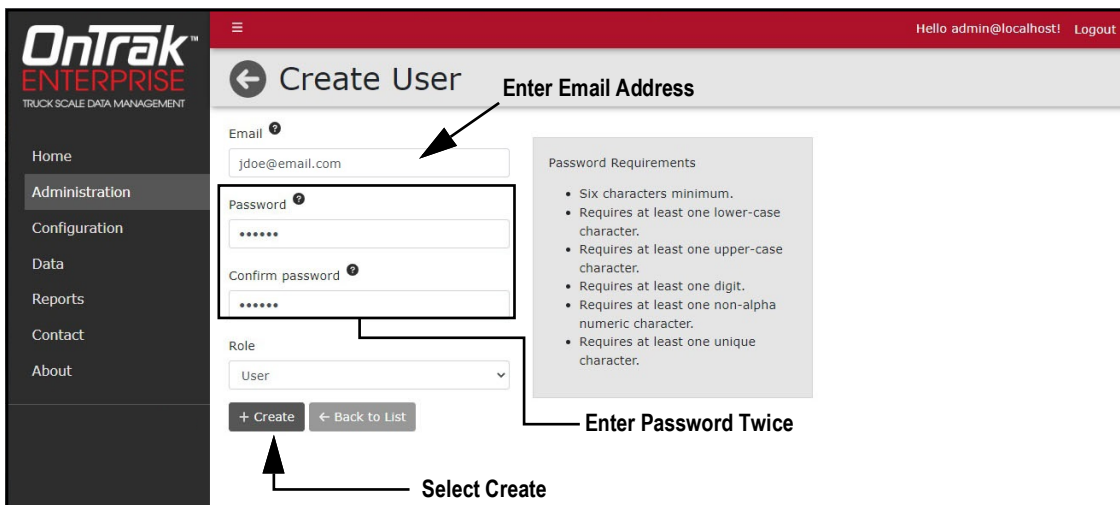 OnTrak™
ENTERPRISE
TRUCK SCALE DATA MANAGEMENT
Hello admin@localhost! Logout
Create User
Enter Email Address
Home
Administration
Configuration
Data
Reports
Contact
About
Email
jdoe@email.com
Password
••••••
Confirm password
••••••
Role
User
+ Create
← Back to List
Password Requirements
• Six characters minimum.
• Requires at least one lower-case
character.
• Requires at least one upper-case
character.
• Requires at least one digit.
• Requires at least one non-alpha
numeric character.
• Requires at least one unique
character.
Enter Password Twice
Select Create